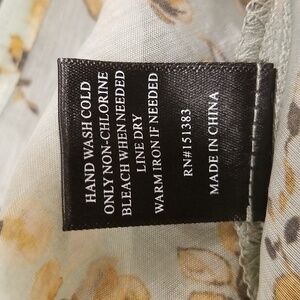 HAND WASH COLD
ONLY NON-CHLORINE
BLEACH WHEN NEEDED
LINE DRY
WARM IRON IF NEEDED
RN#151383
MADE IN CHINA